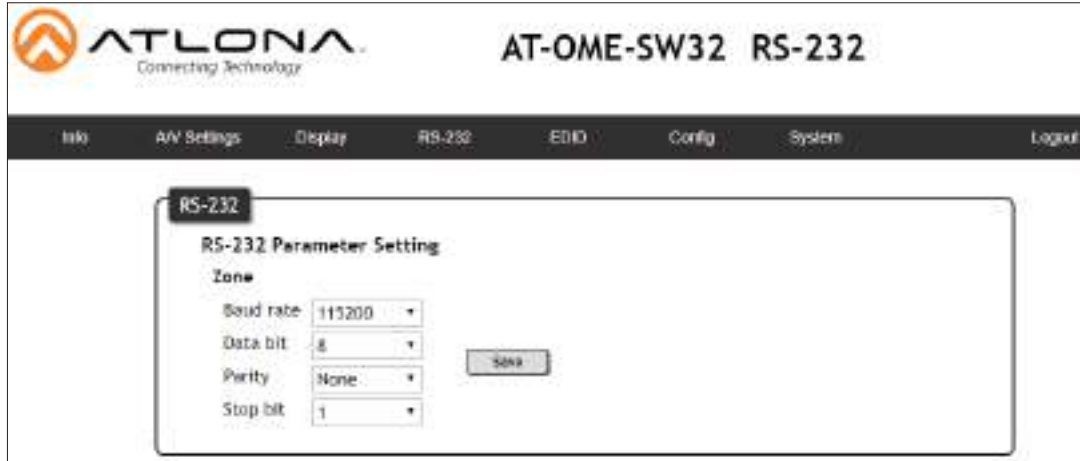 ATLONA.
Connecting Technology
AT-OME-SW32 RS-232
Info A/V Settings Display RS-232 EDID Config System Logout
RS-232
RS-232 Parameter Setting
Zone
Baud rate 115200
Data bit 8
Parity None
Stop bit 1
Save